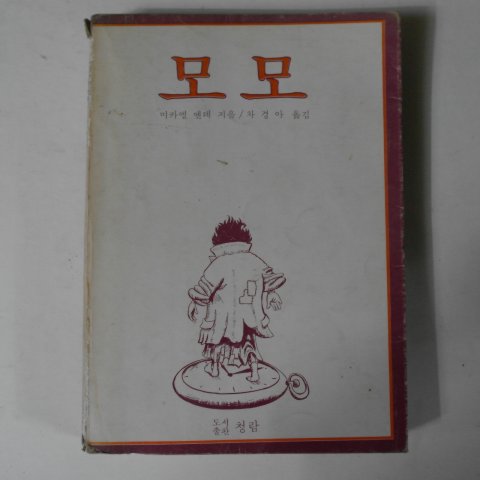 모모
미카엘 엔데 지음/차경아 옮김
도서
출판 청람